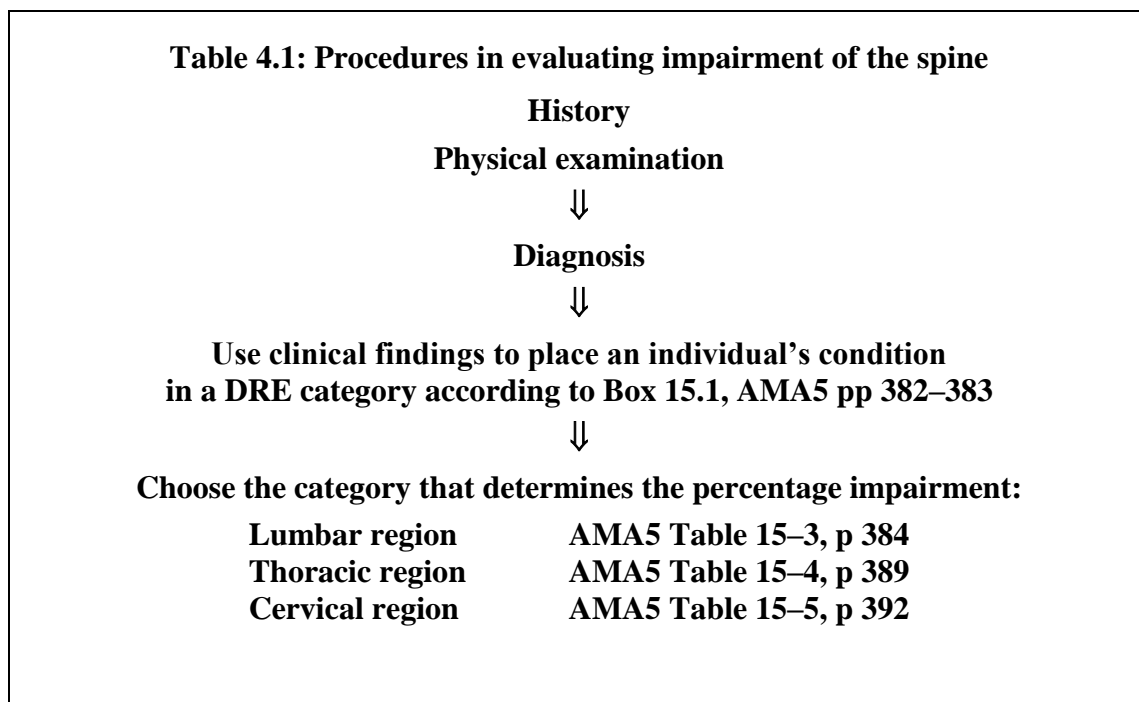 Table 4.1: Procedures in evaluating impairment of the spine
History
Physical examination
⇓
Diagnosis
⇓
Use clinical findings to place an individual’s condition
in a DRE category according to Box 15.1, AMA5 pp 382–383
⇓
Choose the category that determines the percentage impairment:
Lumbar region AMA5 Table 15–3, p 384
Thoracic region AMA5 Table 15–4, p 389
Cervical region AMA5 Table 15–5, p 392